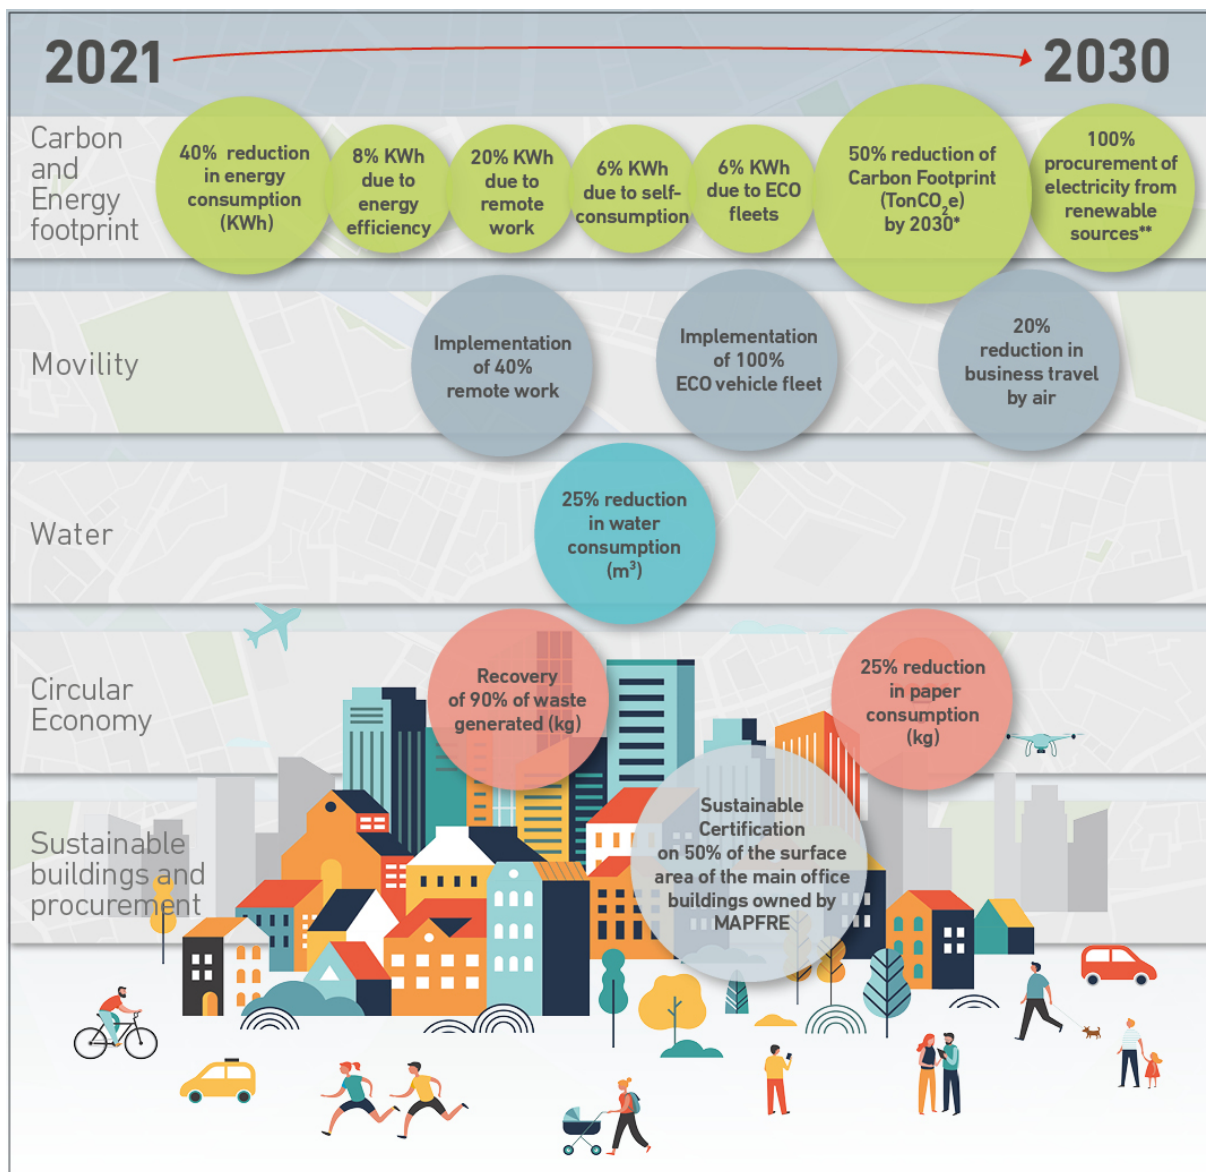 2021
2030
Carbon
and
Energy
footprint
40% reduction
in energy
consumption
(KWh)
8% KWh
due to
energy
efficiency
20% KWh
due to
remote
work
6% KWh
due to self-
consumption
6% KWh
due to ECO
fleets
50% reduction of
Carbon Footprint
(TonCO₂e)
by 2030*
100%
procurement of
electricity from
renewable
sources**
Movility
Implementation
of 40%
remote work
Implementation
of 100%
ECO vehicle fleet
20%
reduction in
business travel
by air
Water
25% reduction
in water
consumption
(m³)
Circular
Economy
Recovery
of 90% of waste
generated (kg)
25% reduction
in paper
consumption
(kg)
Sustainable
buildings and
procurement
Sustainable
Certification
on 50% of the surface
area of the main office
buildings owned by
MAPFRE